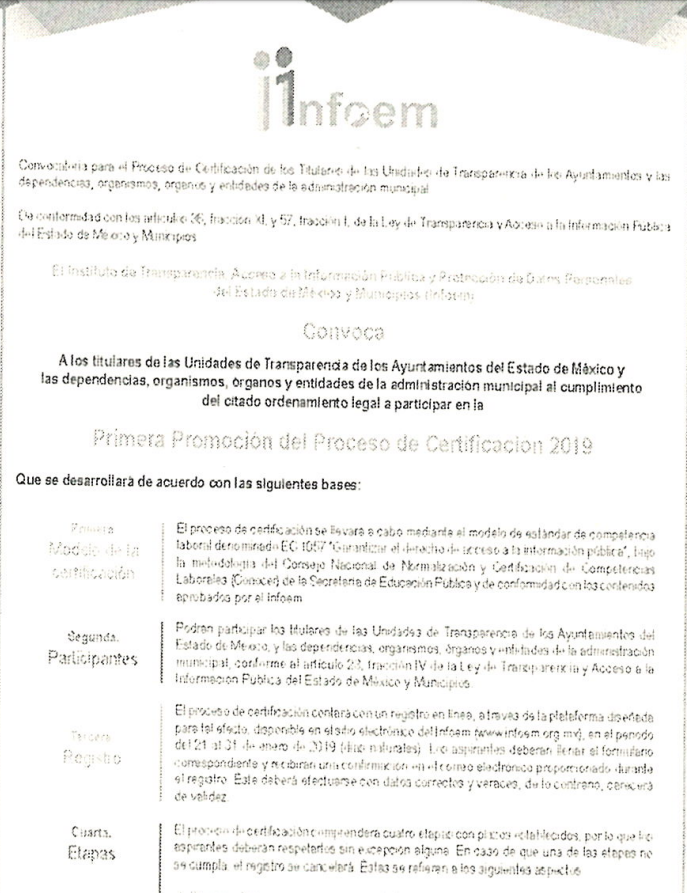 infoem
Convocatoria para el Proceso de Certificación de los Titulares de las Unidades de Transparencia de los Ayuntamientos y las
dependencias, organismos, órganos y entidades de la administración municipal
De conformidad con los artículos 36, fracción XI, y 57, fracción I, de la Ley de Transparencia y Acceso a la Información Pública
del Estado de México y Municipios
El Instituto de Transparencia, Acceso a la Información Pública y Protección de Datos Personales
del Estado de México y Municipios (Infoem)
Convoca
A los titulares de las Unidades de Transparencia de los Ayuntamientos del Estado de México y
las dependencias, organismos, órganos y entidades de la administración municipal al cumplimiento
del citado ordenamiento legal a participar en la
Primera Promoción del Proceso de Certificacion 2019
Que se desarrollará de acuerdo con las siguientes bases:
Primera.
Modelo de la
certificación
El proceso de certificación se llevará a cabo mediante el modelo de estándar de competencia
laboral denominado EC 1057 "Garantizar el derecho de acceso a la información pública", bajo
la metodología del Consejo Nacional de Normalización y Certificación de Competencias
Laborales (Conocer) de la Secretaría de Educación Pública y de conformidad con los contenidos
aprobados por el Infoem
Segunda.
Participantes
Podrán participar los titulares de las Unidades de Transparencia de los Ayuntamientos del
Estado de México, y las dependencias, organismos, órganos y entidades de la administración
municipal, conforme al artículo 23, fracción IV de la Ley de Transparencia y Acceso a la
Información Pública del Estado de México y Municipios
Tercera.
Registro
El proceso de certificación contará con un registro en línea, a través de la plataforma diseñada
para tal efecto, disponible en el sitio electrónico del Infoem (www.infoem.org.mx), en el periodo
del 21 al 31 de enero de 2019 (días naturales). Los aspirantes deberán llenar el formulario
correspondiente y recibirán una confirmación en el correo electrónico proporcionado durante
el registro. Éste deberá efectuarse con datos correctos y veraces, de lo contrario, carecerá
de validez
Cuarta.
Etapas
El proceso de certificación comprenderá cuatro etapas con plazos establecidos, por lo que los
aspirantes deberán respetarlos sin excepción alguna. En caso de que una de las etapas no
se cumpla, el registro se cancelará. Éstas se refieren a los siguientes aspectos